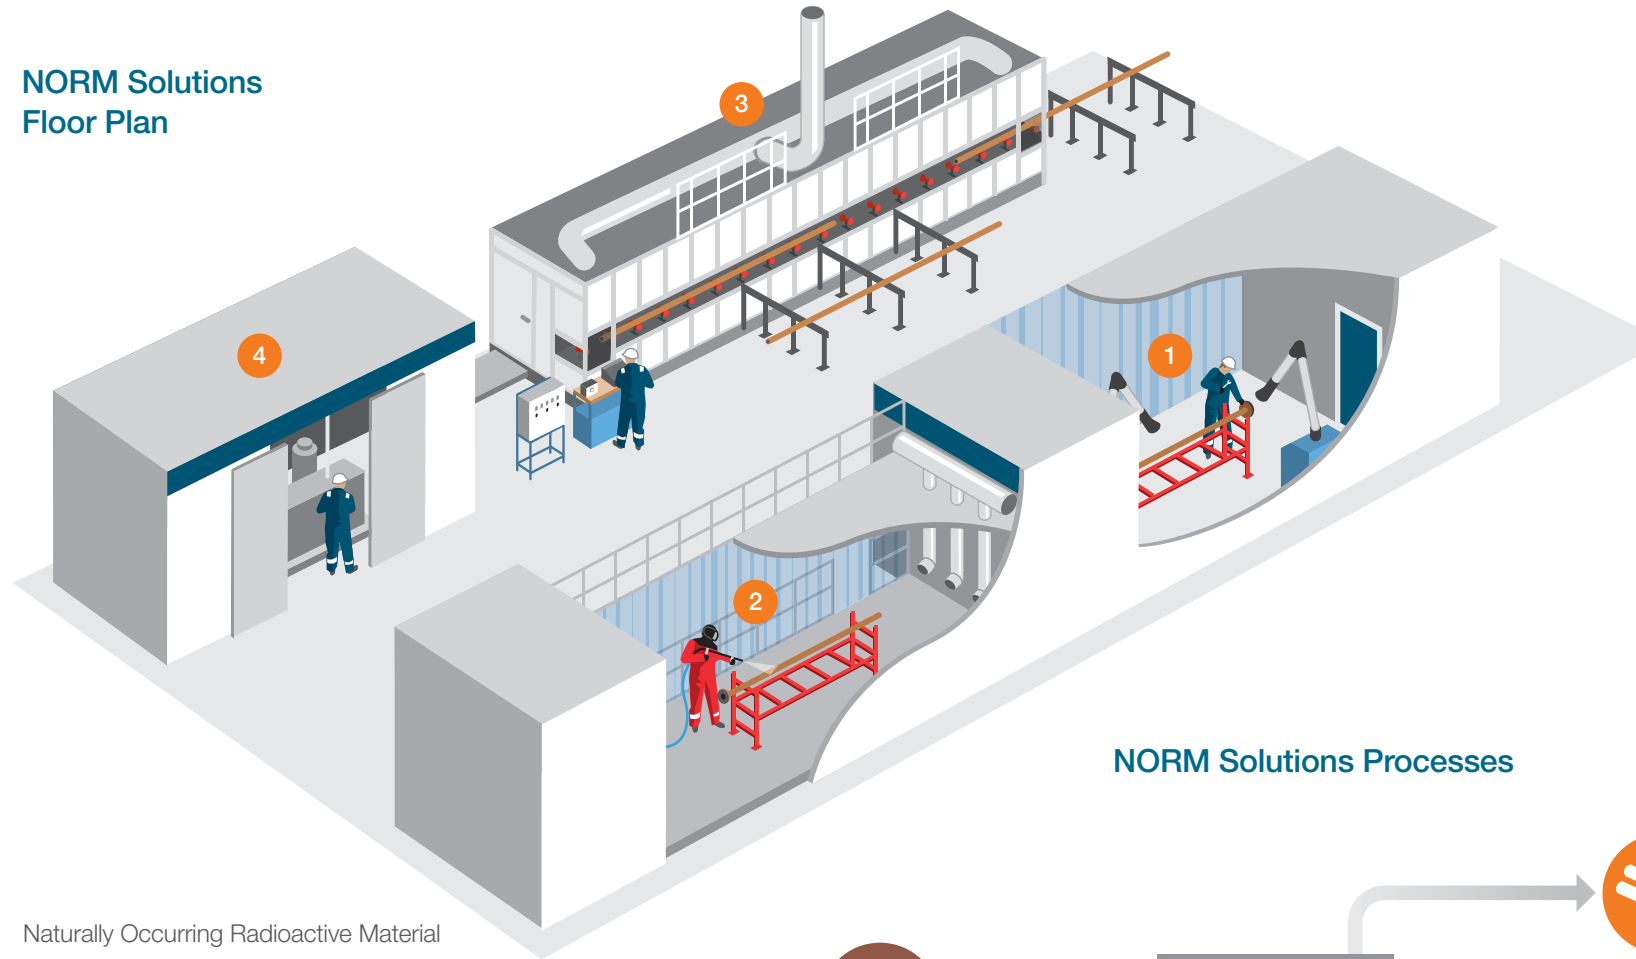 NORM Solutions
Floor Plan
3
4
1
2
NORM Solutions Processes
Naturally Occurring Radioactive Material